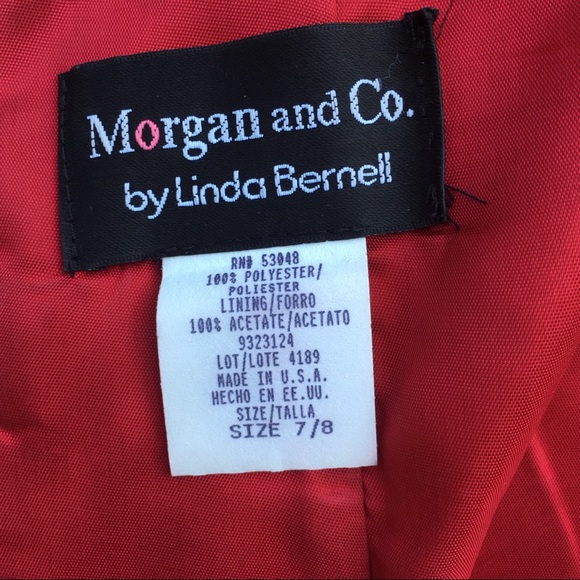 Morgan and Co.
by Linda Bernell
RN# 53048
100% POLYESTER/
POLIESTER
LINING/FORRO
100% ACETATE/ACETATO
9323124
LOT/LOTE 4189
MADE IN U.S.A.
HECHO EN EE.UU.
SIZE/TALLA
SIZE 7/8